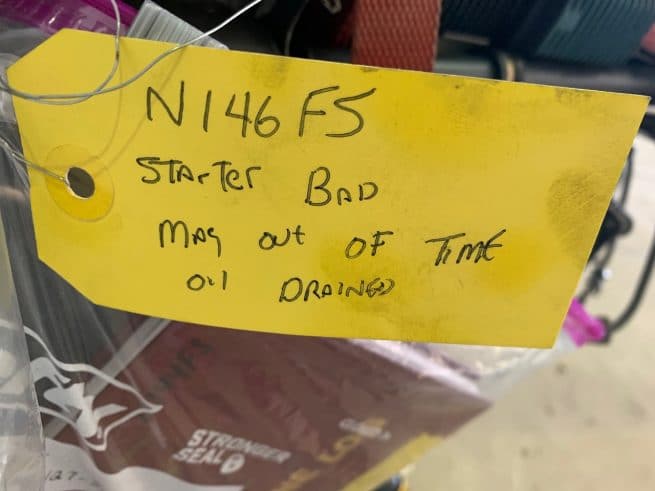 N146FS
STArTer BAD
MAg out OF TIME
OIl DRAINED
STRONGER
SEAL